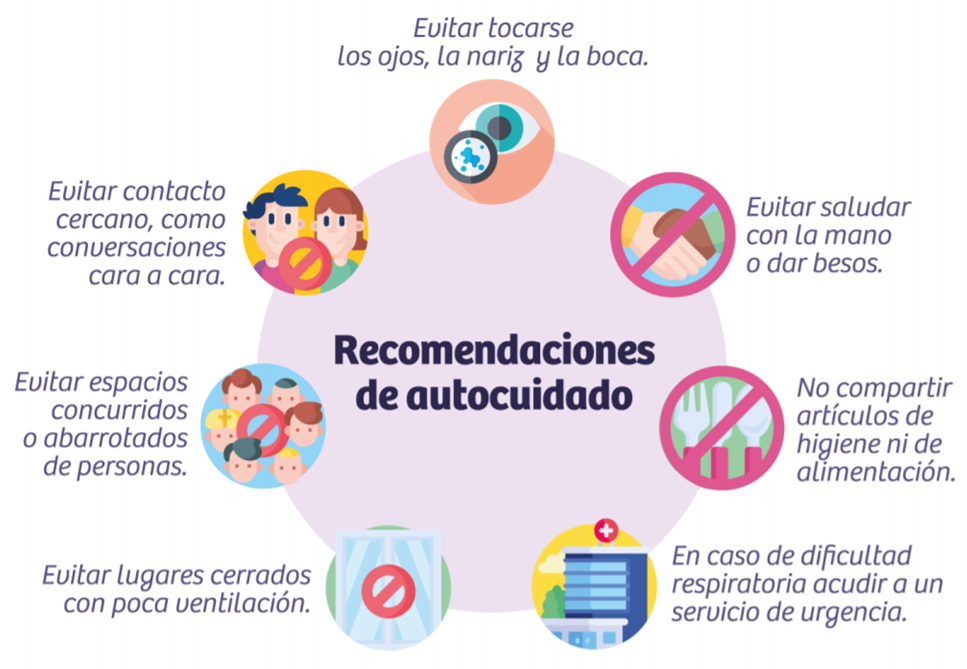 Evitar tocarse
los ojos, la nariz y la boca.
Evitar saludar
con la mano
o dar besos.
No compartir
artículos de
higiene ni de
alimentación.
En caso de dificultad
respiratoria acudir a un
servicio de urgencia.
Evitar lugares cerrados
con poca ventilación.
Evitar espacios
concurridos
o abarrotados
de personas.
Evitar contacto
cercano, como
conversaciones
cara a cara.
Recomendaciones
de autocuidado